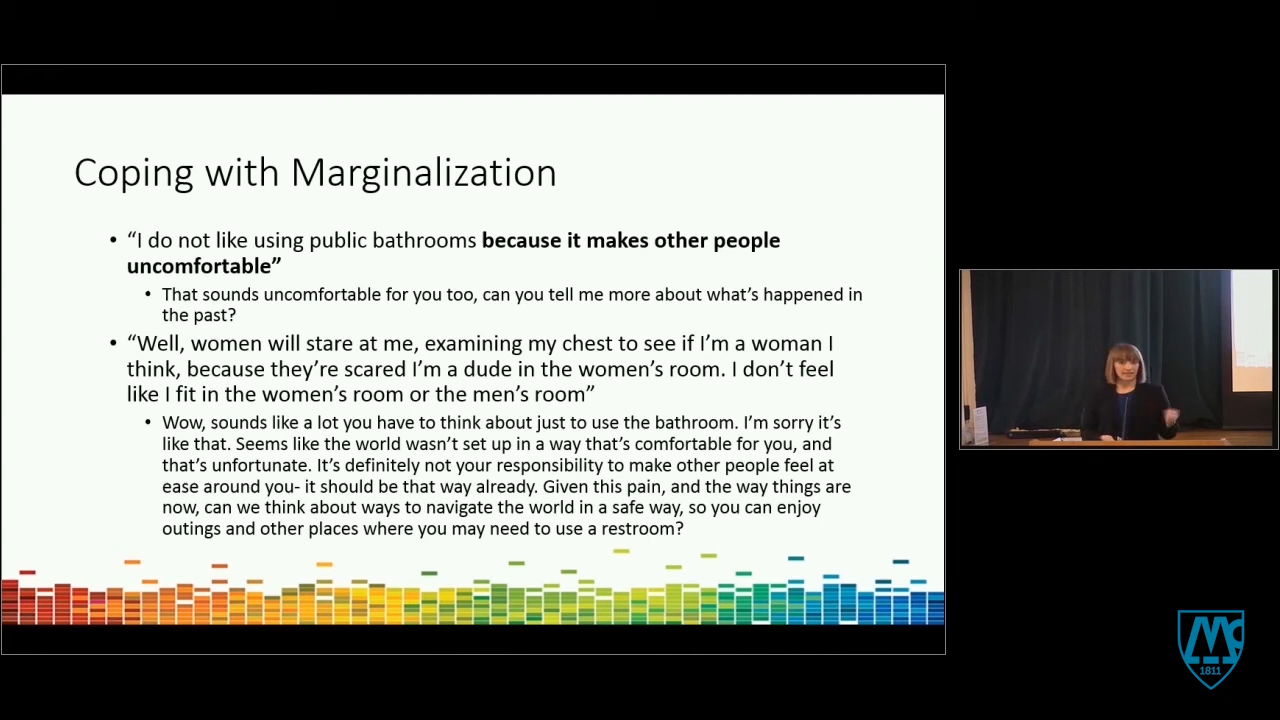 Coping with Marginalization
• “I do not like using public bathrooms because it makes other people
uncomfortable”
• That sounds uncomfortable for you too, can you tell me more about what’s happened in
the past?
• “Well, women will stare at me, examining my chest to see if I’m a woman I
think, because they’re scared I’m a dude in the women’s room. I don’t feel
like I fit in the women’s room or the men’s room”
• Wow, sounds like a lot you have to think about just to use the bathroom. I’m sorry it’s
like that. Seems like the world wasn’t set up in a way that’s comfortable for you, and
that’s unfortunate. It’s definitely not your responsibility to make other people feel at
ease around you- it should be that way already. Given this pain, and the way things are
now, can we think about ways to navigate the world in a safe way, so you can enjoy
outings and other places where you may need to use a restroom?
1811